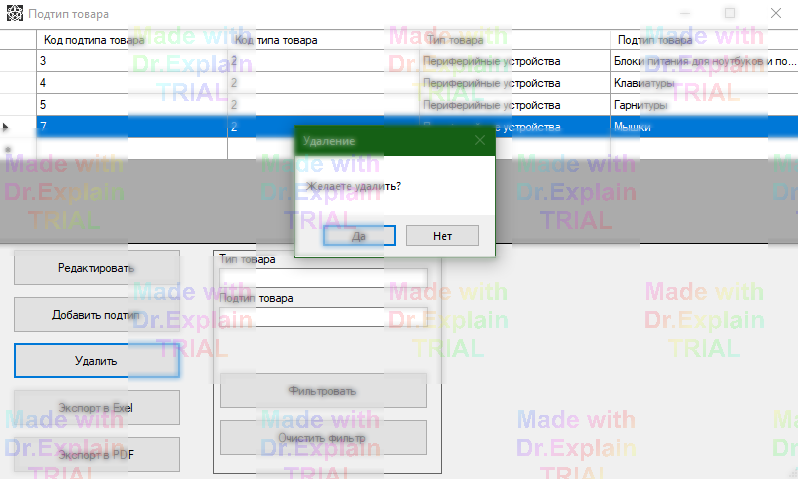 Подтип товара
Код подтипа товара Код типа товара Тип товара Подтип товара
3 2 Периферийные устройства Блоки питания для ноутбуков и по...
4 2 Периферийные устройства Клавиатуры
5 2 Периферийные устройства Гарнитуры
7 2 Периферийные устройства Мышки
Удаление
Желаете удалить?
Да Нет
Редактировать
Добавить подтип
Удалить
Экспорт в Exel
Экспорт в PDF
Тип товара
Подтип товара
Фильтровать
Очистить фильтр
Made with
Dr.Explain
TRIAL
Made with
Dr.Explain
TRIAL
Made with
Dr.Explain
TRIAL
Made with
Dr.Explain
TRIAL
Made with
Dr.Explain
TRIAL
Made with
Dr.Explain
TRIAL
Made with
Dr.Explain
TRIAL
Made with
Dr.Explain
TRIAL
Made with
Dr.Explain
TRIAL
Made with
Dr.Explain
TRIAL
Made with
Dr.Explain
TRIAL